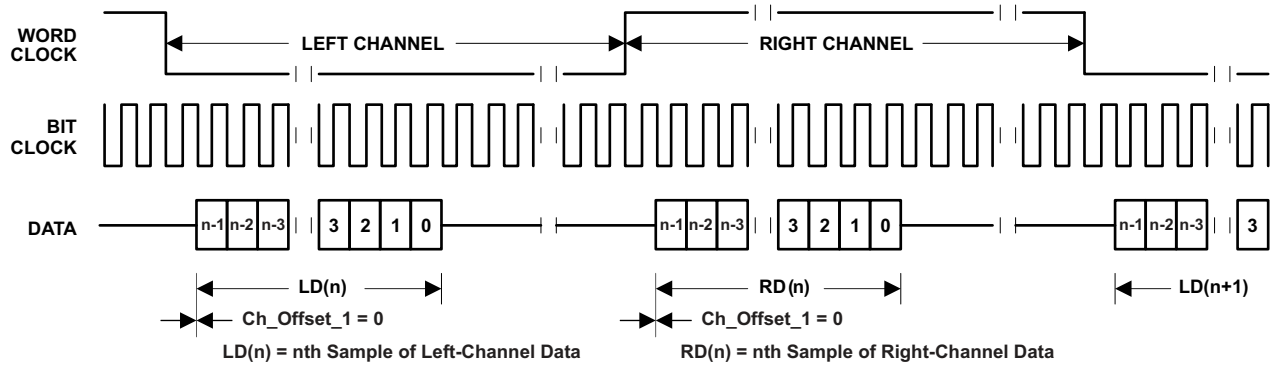 WORD
CLOCK
LEFT CHANNEL
RIGHT CHANNEL
BIT
CLOCK
DATA
n-1 n-2 n-3 3 2 1 0 n-1 n-2 n-3 3 2 1 0 n-1 n-2 n-3 3
LD(n) RD(n) LD(n+1)
Ch_Offset_1 = 0 Ch_Offset_1 = 0
LD(n) = nth Sample of Left-Channel Data RD(n) = nth Sample of Right-Channel Data